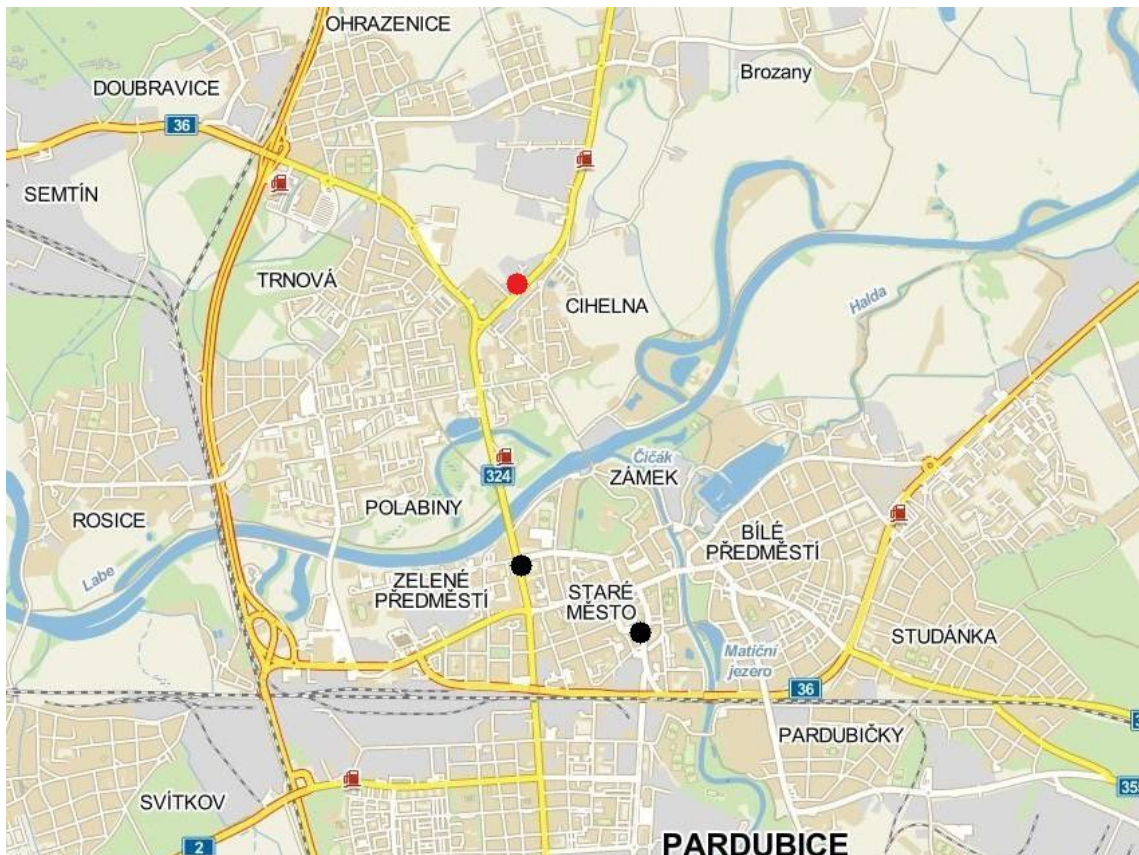 OHRAZENICE
DOUBRAVICE
Brozany
36
SEMTÍN
TRNOVÁ
CIHELNA
Halda
Čičák
ZÁMEK
324
POLABINY
ROSICE
BÍLÉ
PŘEDMĚSTÍ
Labe
ZELENÉ
PŘEDMĚSTÍ
STARÉ
MĚSTO
STUDÁNKA
Matiční
jezero
36
PARDUBIČKY
SVÍTKOV
2
PARDUBICE